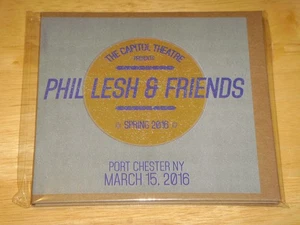 THE CAPITOL THEATRE
PRESENTS
PHIL LESH & FRIENDS
SPRING 2016
PORT CHESTER NY
MARCH 15, 2016